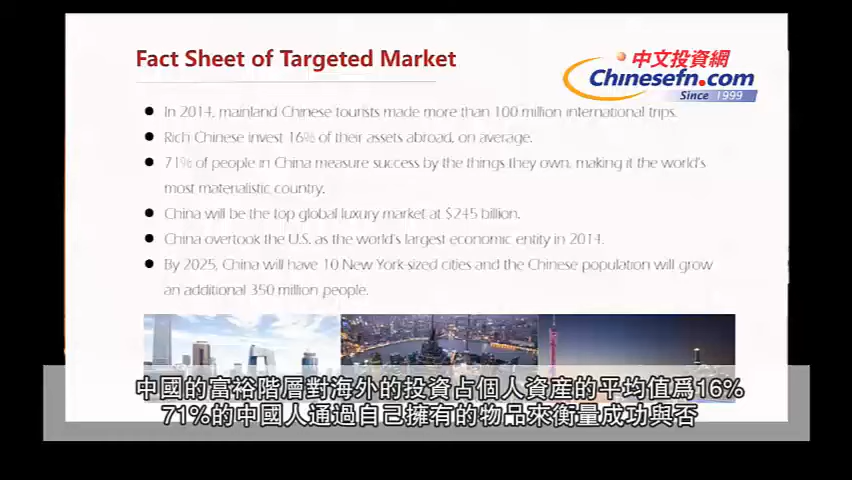 Fact Sheet of Targeted Market
中文投資網
Chinesefn.com
Since 1999
● In 2014, mainland Chinese tourists made more than 100 million international trips.
● Rich Chinese invest 16% of their assets abroad, on average.
● 71% of people in China measure success by the things they own, making it the world's
most materialistic country.
● China will be the top global luxury market at $245 billion.
● China overtook the U.S. as the world's largest economic entity in 2014.
● By 2025, China will have 10 New York-sized cities and the Chinese population will grow
an additional 350 million people.
中國的富裕階層對海外的投資占個人資産的平均值爲16%
71%的中國人通過自己擁有的物品來衡量成功與否